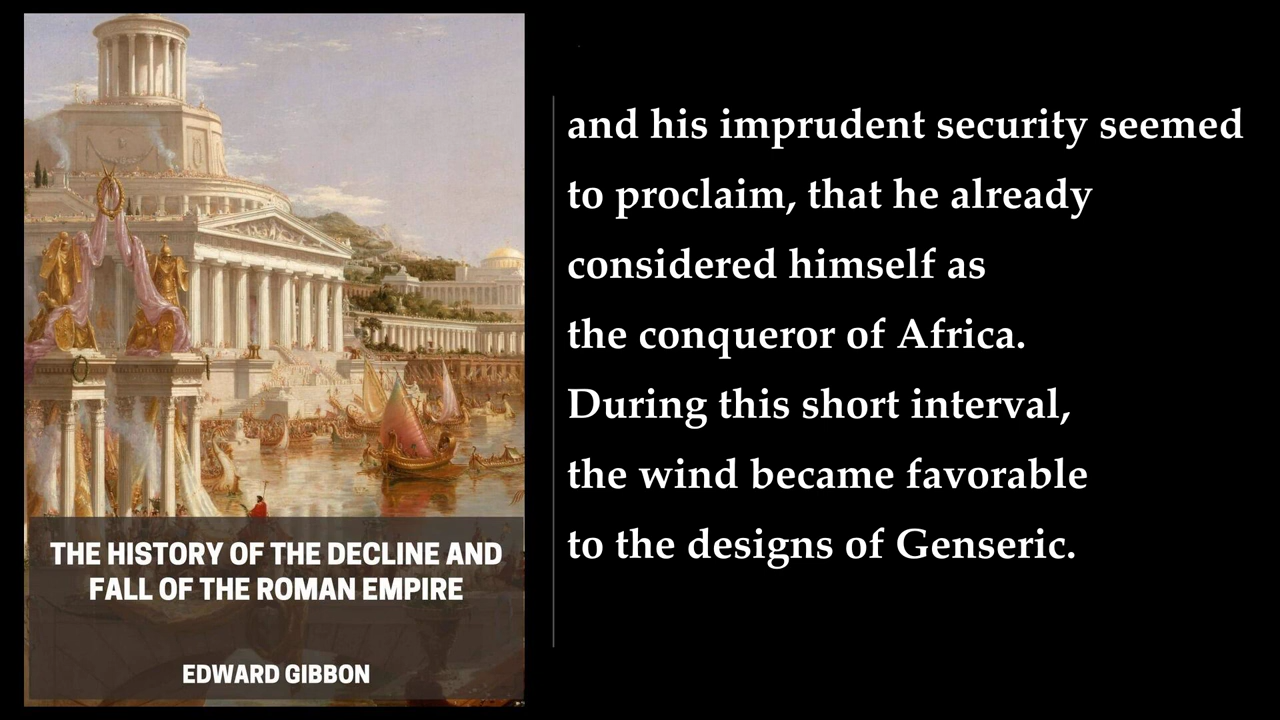 THE HISTORY OF THE DECLINE AND
FALL OF THE ROMAN EMPIRE
EDWARD GIBBON
and his imprudent security seemed
to proclaim, that he already
considered himself as
the conqueror of Africa.
During this short interval,
the wind became favorable
to the designs of Genseric.